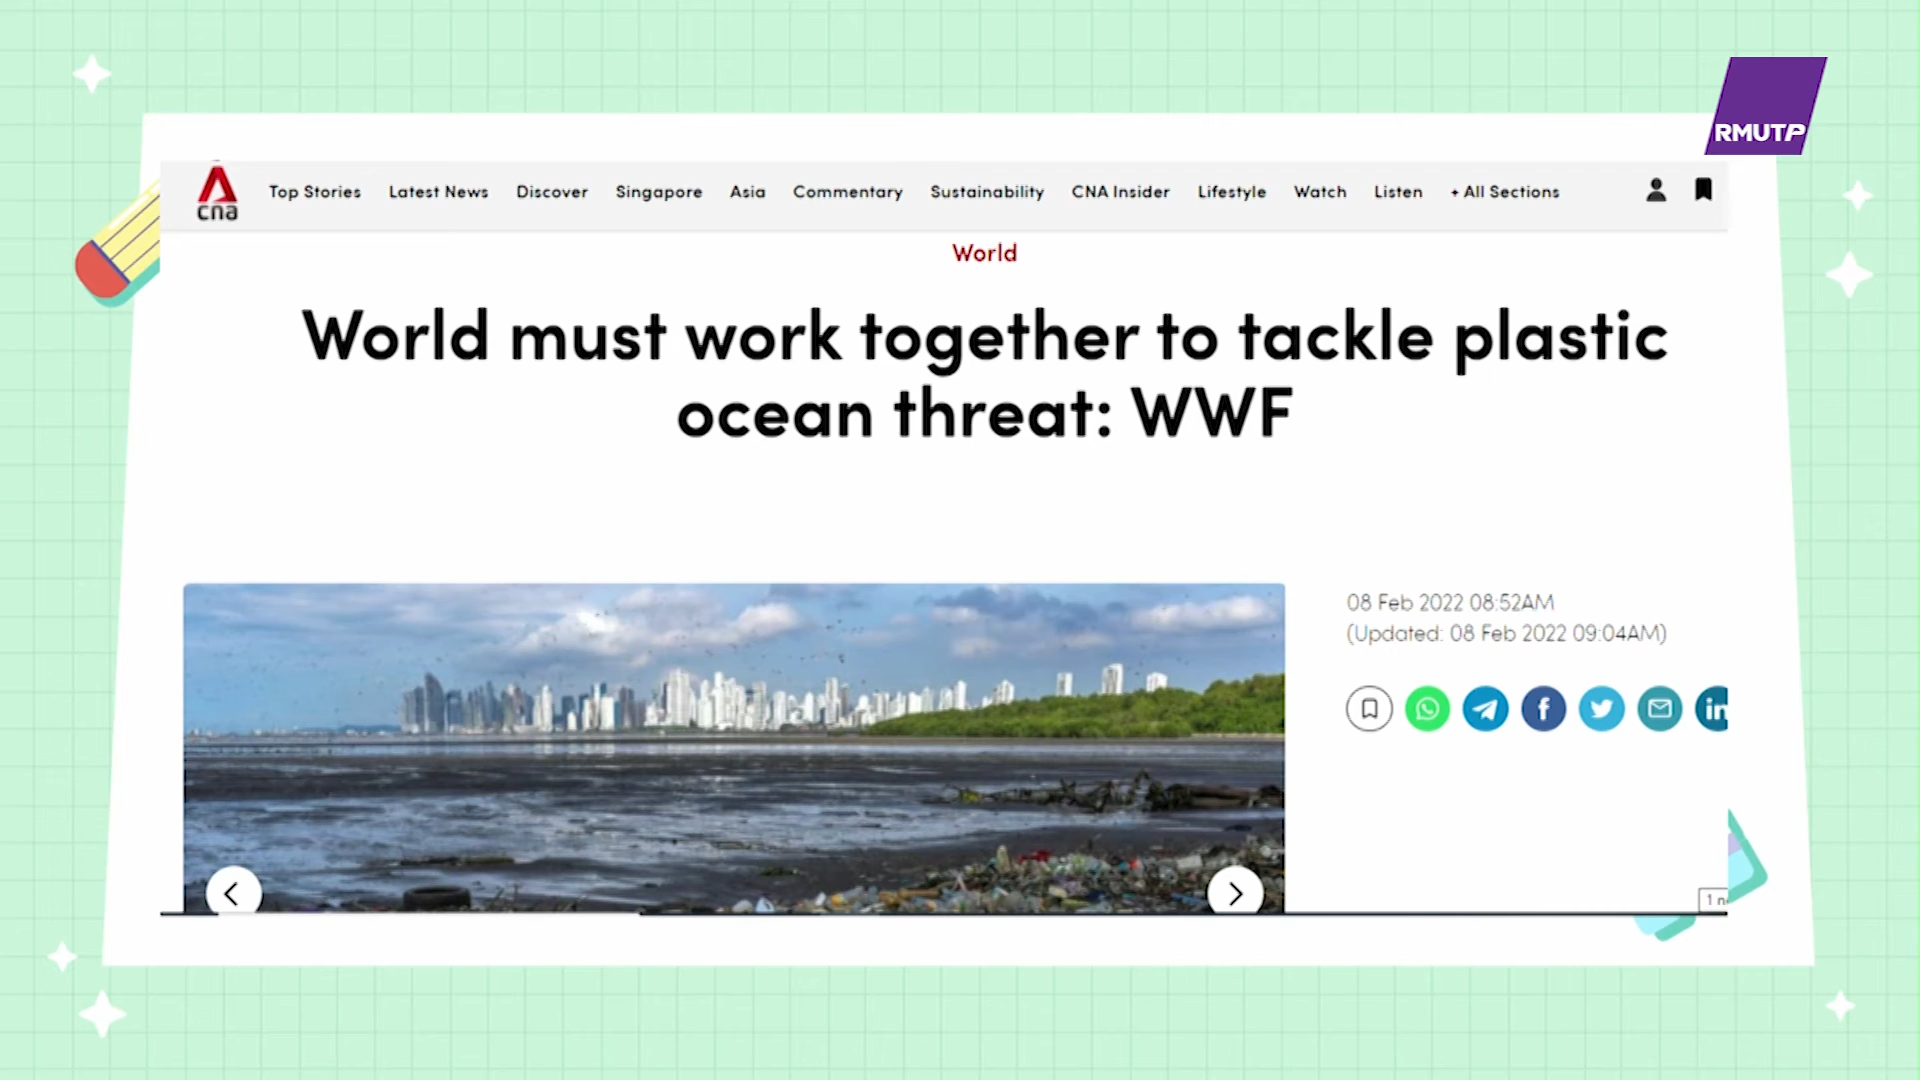 RMUTP
cna
Top Stories Latest News Discover Singapore Asia Commentary Sustainability CNA Insider Lifestyle Watch Listen + All Sections
World
World must work together to tackle plastic
ocean threat: WWF
08 Feb 2022 08:52AM
(Updated: 08 Feb 2022 09:04AM)
f
in
1